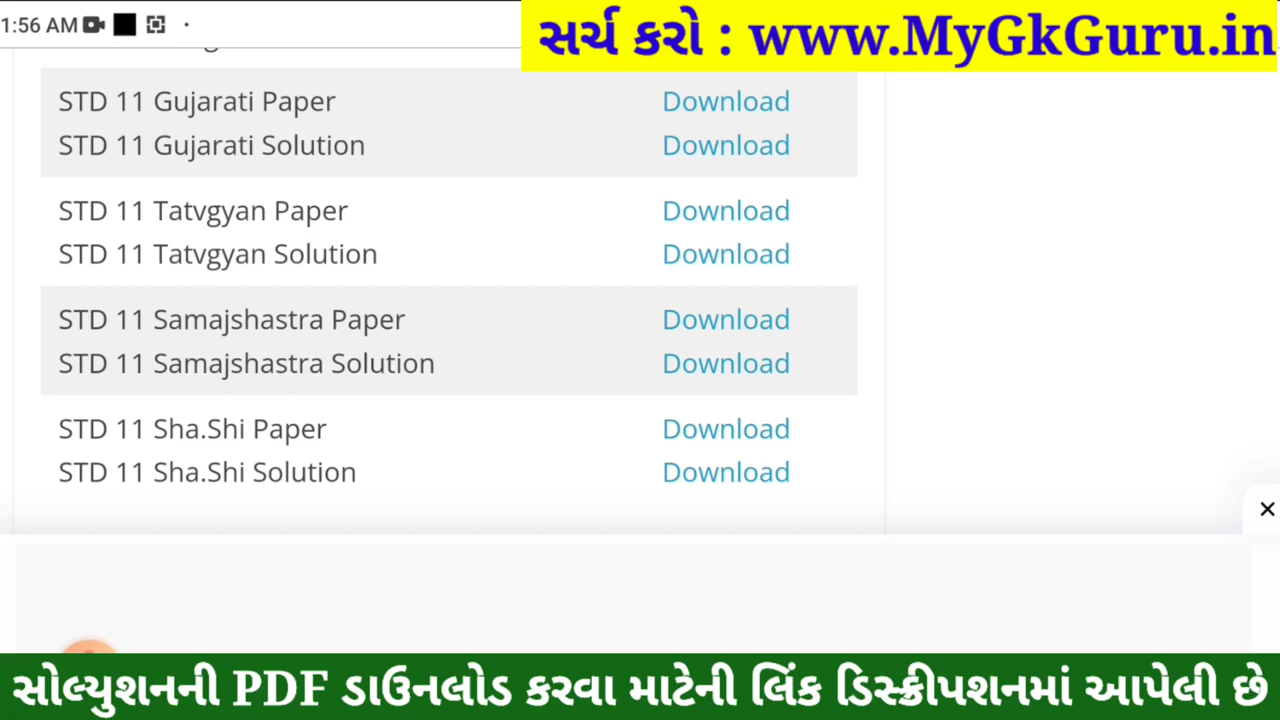 1:56 AM
સર્ચ કરો : www.MyGkGuru.in
STD 11 Gujarati Paper Download
STD 11 Gujarati Solution Download
STD 11 Tatvgyan Paper Download
STD 11 Tatvgyan Solution Download
STD 11 Samajshastra Paper Download
STD 11 Samajshastra Solution Download
STD 11 Sha.Shi Paper Download
STD 11 Sha.Shi Solution Download
સોલ્યુશનની PDF ડાઉનલોડ કરવા માટેની લિંક ડિસ્ક્રીપશનમાં આપેલી છે